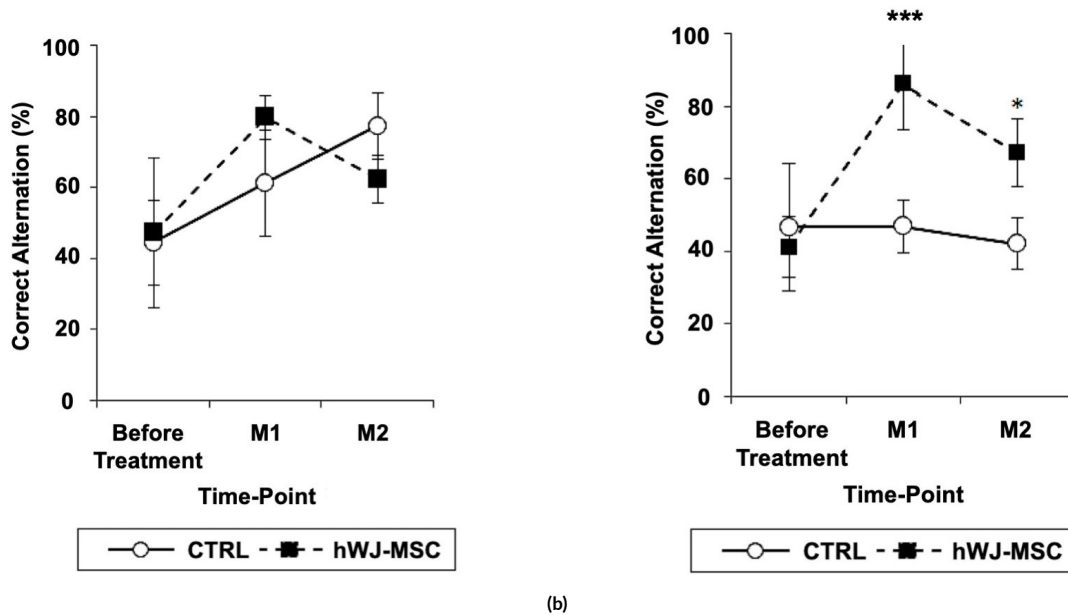 100
80
60
40
20
0
Correct Alternation (%)
Before
Treatment
M1
M2
Time-Point
CTRL
hWJ-MSC
***
*
100
80
60
40
20
0
Correct Alternation (%)
Before
Treatment
M1
M2
Time-Point
CTRL
hWJ-MSC
(b)